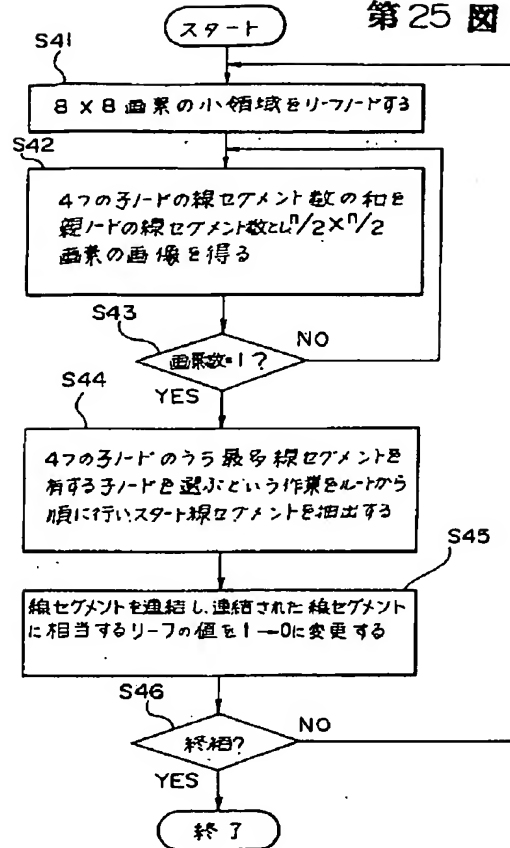 第25図
スタート
S41
8×8画素の小領域をリーフノードする
S42
4つの子ノードの線セグメント数の和を
親ノードの線セグメント数としn/2×n/2
画素の画像を得る
S43
画素数=1?
NO
YES
S44
4つの子ノードのうち最多線セグメントを
有する子ノードを選ぶという作業をルートから
順に行いスタート線セグメントを抽出する
S45
線セグメントを連結し、連結された線セグメント
に相当するリーフの値を1→0に変更する
S46
終結?
NO
YES
終了